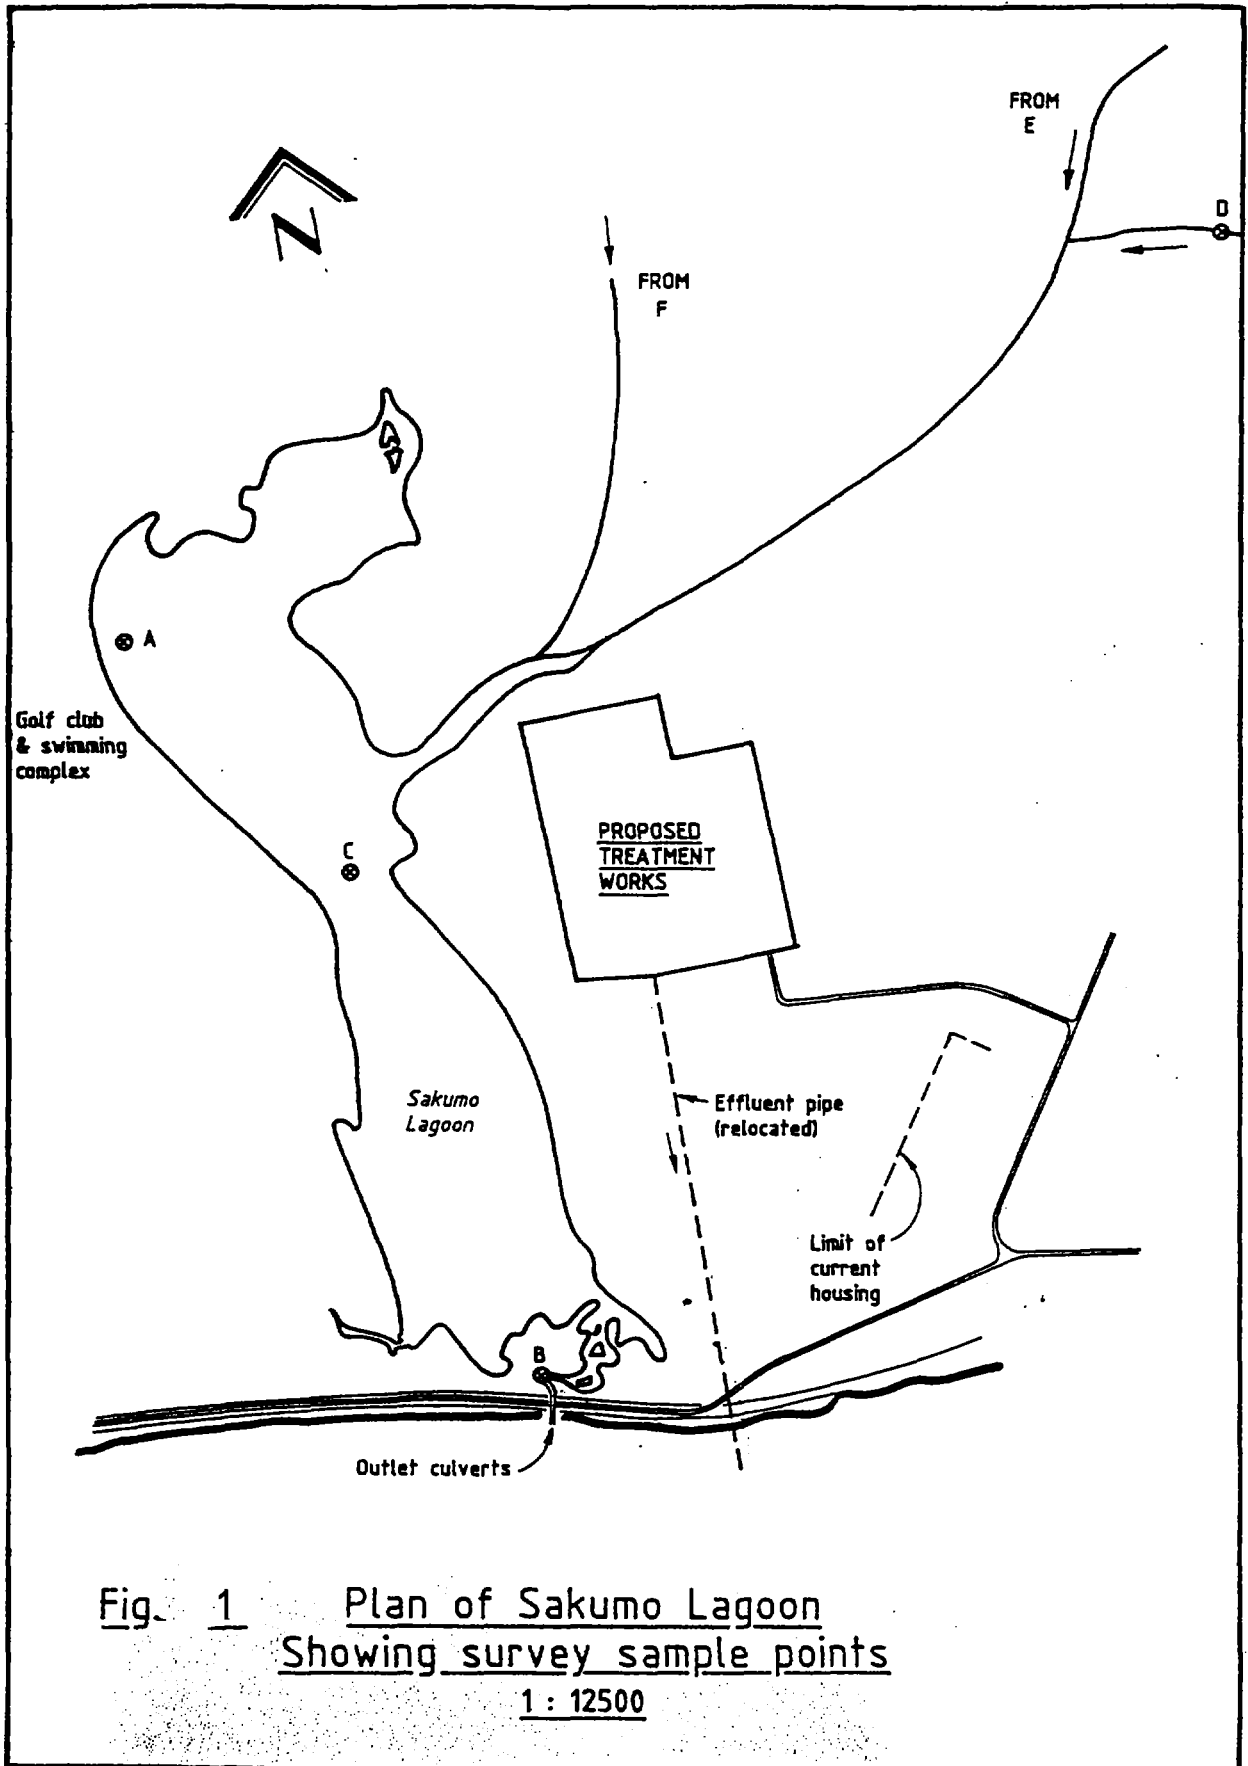 FROM
E
D
N
FROM
F
A
Golf club
& swimming
complex
C
PROPOSED
TREATMENT
WORKS
Sakumo
Lagoon
Effluent pipe
(relocated)
Limit of
current
housing
B
Outlet culverts
Fig. 1 Plan of Sakumo Lagoon
Showing survey sample points
1 : 12500